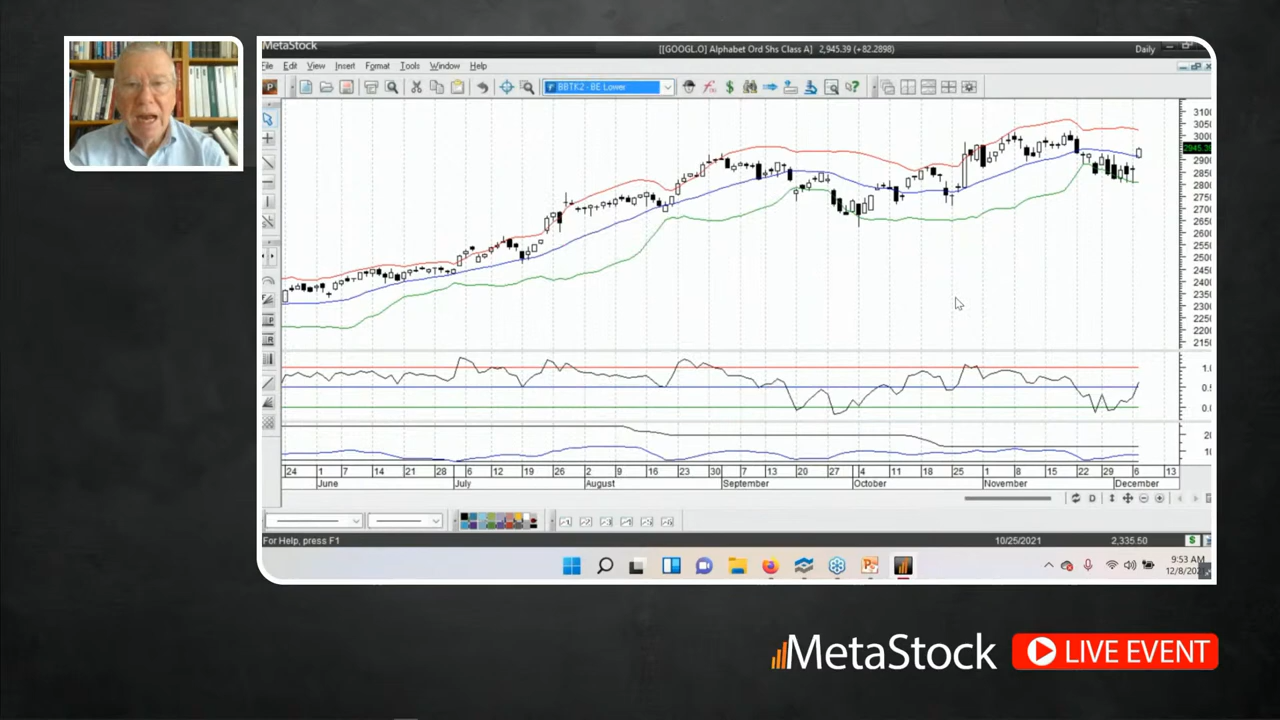 MetaStock
[[GOOGL.O] Alphabet Ord Shs Class A] 2,945.39 (+82.2898)
Daily
File Edit View Insert Format Tools Window Help
BBTK2 - BE Lower
3100
3050
2945.39
2900
2850
2800
2750
2700
2650
2600
2550
2500
2450
2400
2350
2300
2250
2200
2150
1.0
0.5
0.0
20
10
24 1 7 14 21 28 6 12 19 26 2 9 16 23 30 7 13 20 27 4 11 18 25 1 8 15 22 29 6 13
June July August September October November December
For Help, press F1
10/25/2021
2,335.50
9:53 AM
12/8/202
MetaStock
LIVE EVENT